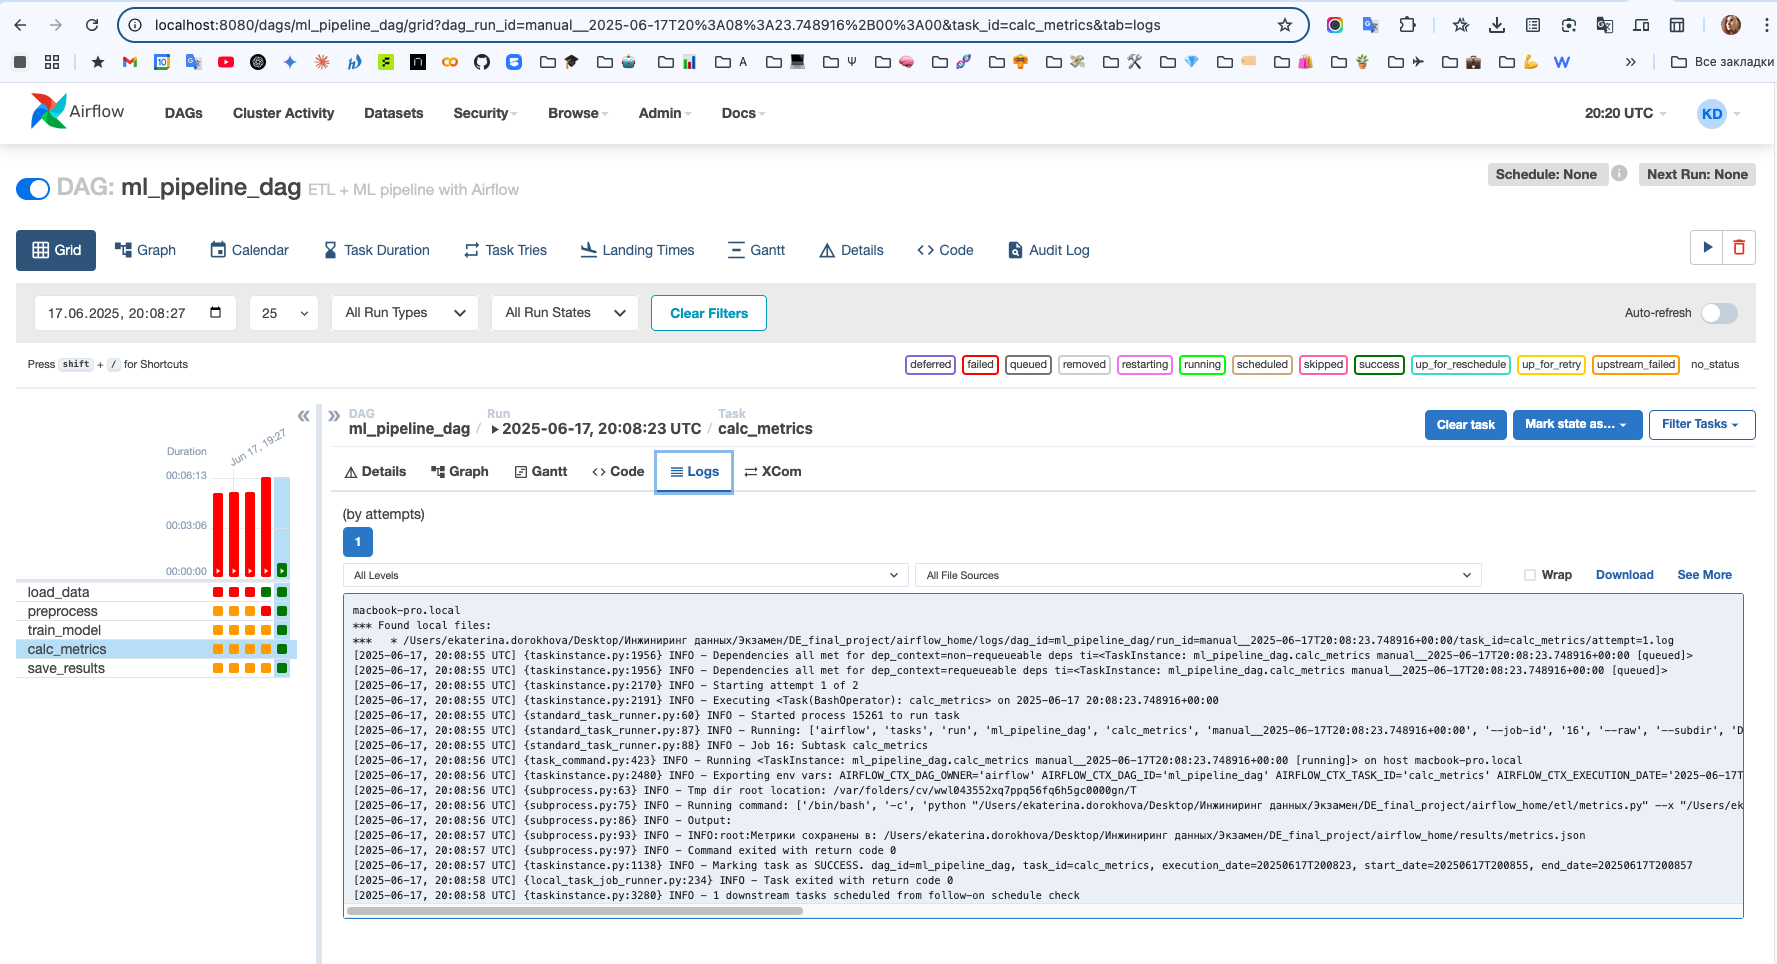 localhost:8080/dags/ml_pipeline_dag/grid?dag_run_id=manual__2025-06-17T20%3A08%3A23.748916%2B00%3A00&task_id=calc_metrics&tab=logs
A
Ψ
W
Все закладки
Airflow
DAGs
Cluster Activity
Datasets
Security
Browse
Admin
Docs
20:20 UTC
KD
DAG: ml_pipeline_dag ETL + ML pipeline with Airflow
Schedule: None
Next Run: None
Grid
Graph
Calendar
Task Duration
Task Tries
Landing Times
Gantt
Details
Code
Audit Log
17.06.2025, 20:08:27
25
All Run Types
All Run States
Clear Filters
Auto-refresh
Press shift + / for Shortcuts
deferred
failed
queued
removed
restarting
running
scheduled
skipped
success
up_for_reschedule
up_for_retry
upstream_failed
no_status
Duration
Jun 17, 19:27
00:06:13
00:03:06
00:00:00
load_data
preprocess
train_model
calc_metrics
save_results
DAG
ml_pipeline_dag
/
Run
2025-06-17, 20:08:23 UTC
/
Task
calc_metrics
Clear task
Mark state as...
Filter Tasks
Details
Graph
Gantt
Code
Logs
XCom
(by attempts)
1
All Levels
All File Sources
Wrap
Download
See More
macbook-pro.local
*** Found local files:
***   * /Users/ekaterina.dorokhova/Desktop/Инжиниринг данных/Экзамен/DE_final_project/airflow_home/logs/dag_id=ml_pipeline_dag/run_id=manual__2025-06-17T20:08:23.748916+00:00/task_id=calc_metrics/attempt=1.log
[2025-06-17, 20:08:55 UTC] {taskinstance.py:1956} INFO - Dependencies all met for dep_context=non-requeueable deps ti=<TaskInstance: ml_pipeline_dag.calc_metrics manual__2025-06-17T20:08:23.748916+00:00 [queued]>
[2025-06-17, 20:08:55 UTC] {taskinstance.py:1956} INFO - Dependencies all met for dep_context=requeueable deps ti=<TaskInstance: ml_pipeline_dag.calc_metrics manual__2025-06-17T20:08:23.748916+00:00 [queued]>
[2025-06-17, 20:08:55 UTC] {taskinstance.py:2170} INFO - Starting attempt 1 of 2
[2025-06-17, 20:08:55 UTC] {taskinstance.py:2191} INFO - Executing <Task(BashOperator): calc_metrics> on 2025-06-17 20:08:23.748916+00:00
[2025-06-17, 20:08:55 UTC] {standard_task_runner.py:60} INFO - Started process 15261 to run task
[2025-06-17, 20:08:55 UTC] {standard_task_runner.py:87} INFO - Running: ['airflow', 'tasks', 'run', 'ml_pipeline_dag', 'calc_metrics', 'manual__2025-06-17T20:08:23.748916+00:00', '--job-id', '16', '--raw', '--subdir', 'D
[2025-06-17, 20:08:55 UTC] {standard_task_runner.py:88} INFO - Job 16: Subtask calc_metrics
[2025-06-17, 20:08:56 UTC] {task_command.py:423} INFO - Running <TaskInstance: ml_pipeline_dag.calc_metrics manual__2025-06-17T20:08:23.748916+00:00 [running]> on host macbook-pro.local
[2025-06-17, 20:08:56 UTC] {taskinstance.py:2480} INFO - Exporting env vars: AIRFLOW_CTX_DAG_OWNER='airflow' AIRFLOW_CTX_DAG_ID='ml_pipeline_dag' AIRFLOW_CTX_TASK_ID='calc_metrics' AIRFLOW_CTX_EXECUTION_DATE='2025-06-17T
[2025-06-17, 20:08:56 UTC] {subprocess.py:63} INFO - Tmp dir root location: /var/folders/cv/wwl043552xq7ppq56fq6h5gc0000gn/T
[2025-06-17, 20:08:56 UTC] {subprocess.py:75} INFO - Running command: ['/bin/bash', '-c', 'python "/Users/ekaterina.dorokhova/Desktop/Инжиниринг данных/Экзамен/DE_final_project/airflow_home/etl/metrics.py" --x "/Users/ek
[2025-06-17, 20:08:56 UTC] {subprocess.py:86} INFO - Output:
[2025-06-17, 20:08:57 UTC] {subprocess.py:93} INFO - INFO:root:Метрики сохранены в: /Users/ekaterina.dorokhova/Desktop/Инжиниринг данных/Экзамен/DE_final_project/airflow_home/results/metrics.json
[2025-06-17, 20:08:57 UTC] {subprocess.py:97} INFO - Command exited with return code 0
[2025-06-17, 20:08:57 UTC] {taskinstance.py:1138} INFO - Marking task as SUCCESS. dag_id=ml_pipeline_dag, task_id=calc_metrics, execution_date=20250617T200823, start_date=20250617T200855, end_date=20250617T200857
[2025-06-17, 20:08:58 UTC] {local_task_job_runner.py:234} INFO - Task exited with return code 0
[2025-06-17, 20:08:58 UTC] {taskinstance.py:3280} INFO - 1 downstream tasks scheduled from follow-on schedule check